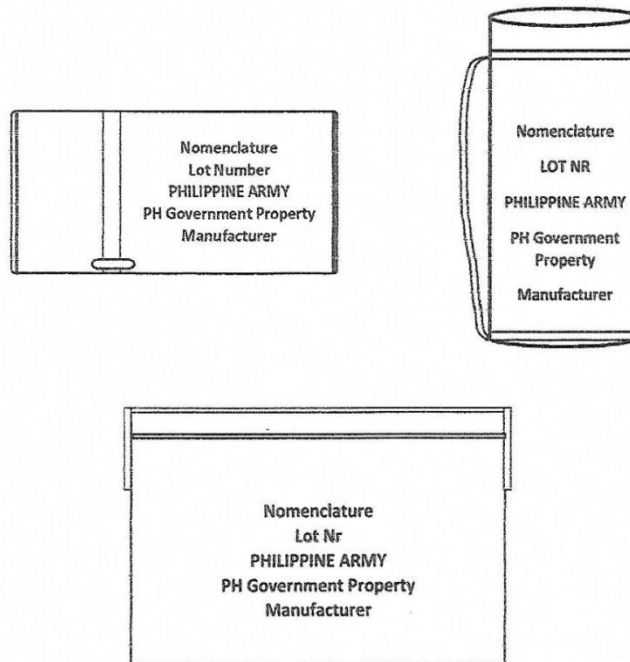 Nomenclature
Lot Number
PHILIPPINE ARMY
PH Government Property
Manufacturer
Nomenclature
LOT NR
PHILIPPINE ARMY
PH Government
Property
Manufacturer
Nomenclature
Lot Nr
PHILIPPINE ARMY
PH Government Property
Manufacturer